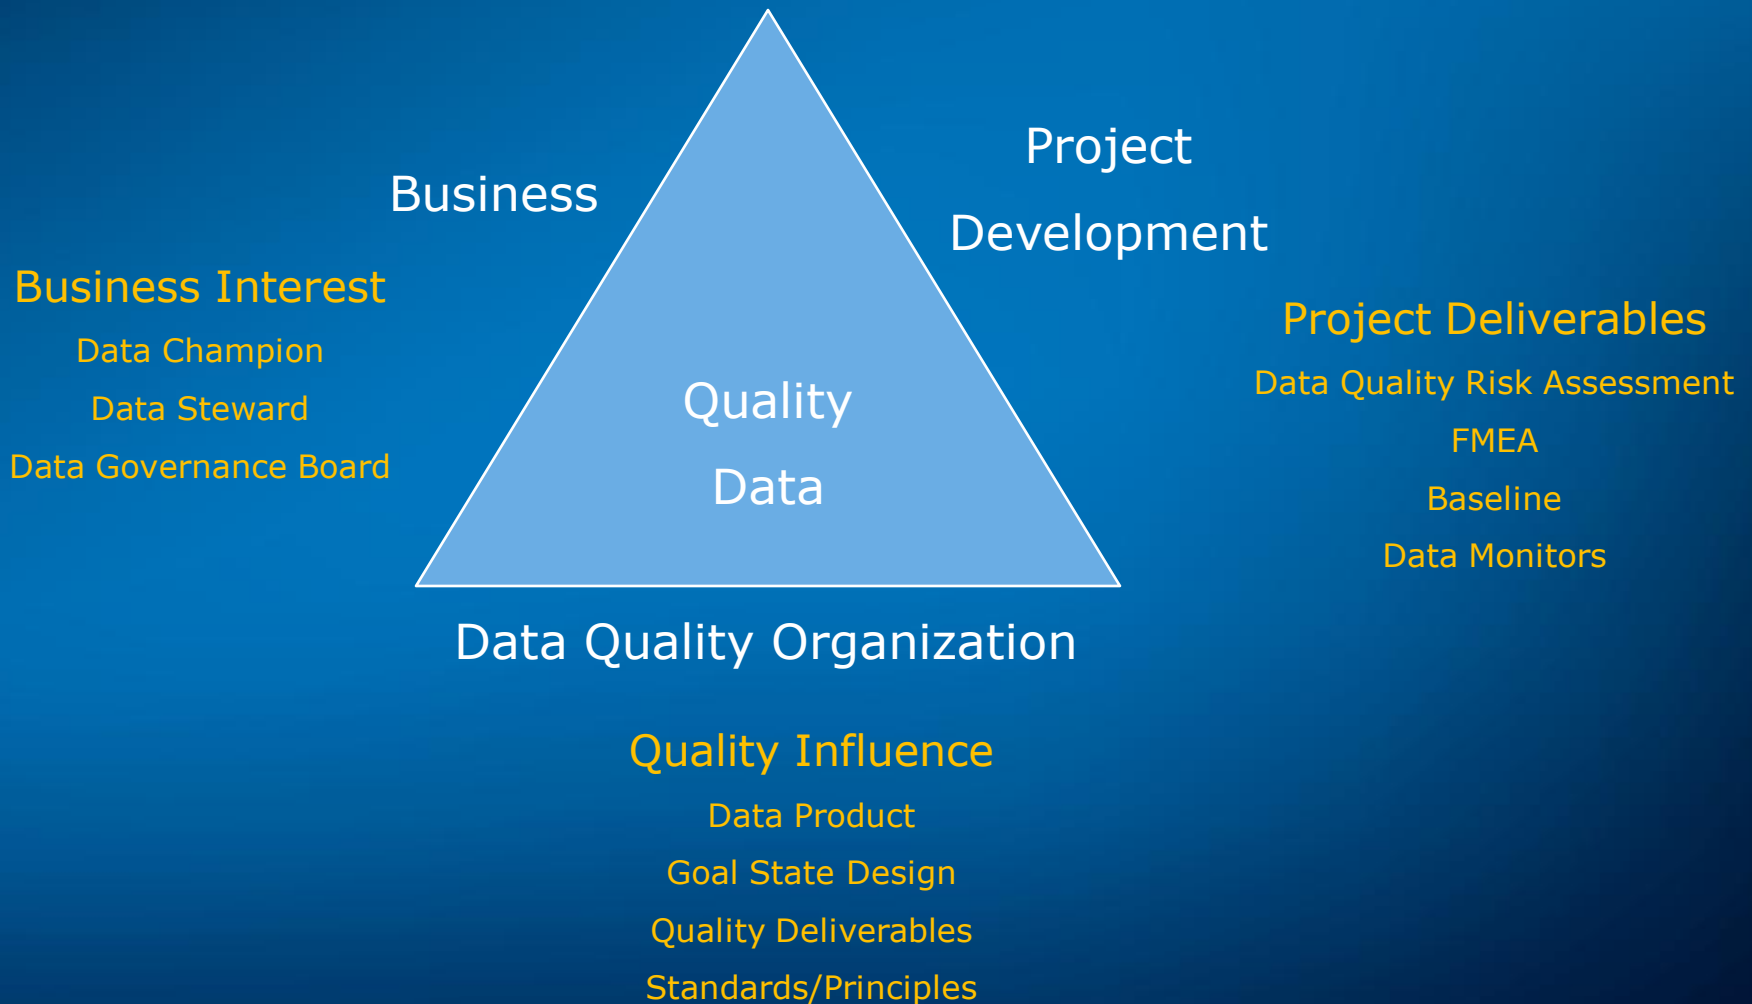 Business
Business Interest
Data Champion
Data Steward
Data Governance Board
Quality
Data
Project
Development
Project Deliverables
Data Quality Risk Assessment
FMEA
Baseline
Data Monitors
Data Quality Organization
Quality Influence
Data Product
Goal State Design
Quality Deliverables
Standards/Principles